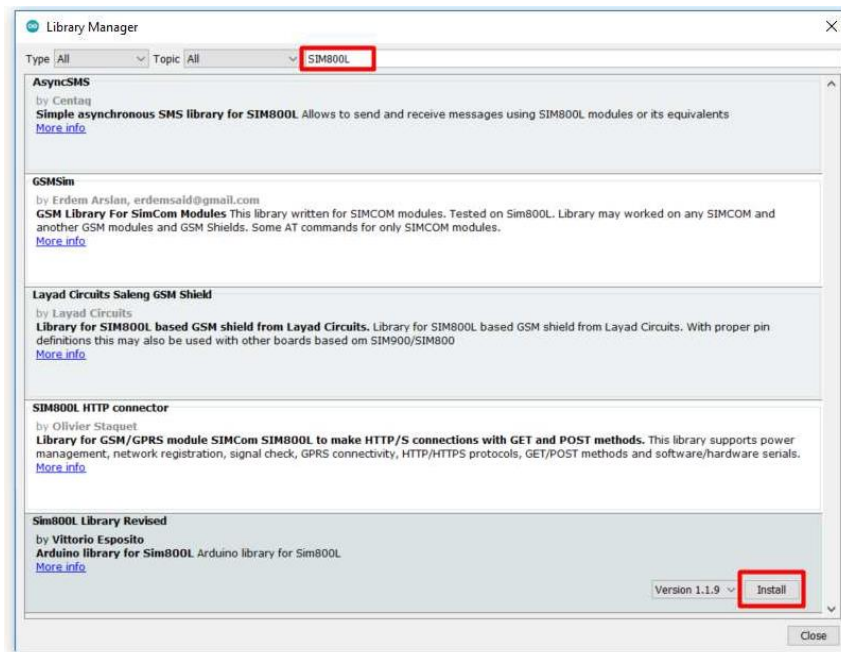 Library Manager
Type All Topic All SIM800L
AsyncSMS
by Centaq
Simple asynchronous SMS library for SIM800L Allows to send and receive messages using SIM800L modules or its equivalents
More info
GSMSim
by Erdem Arslan, erdemsaid@gmail.com
GSM Library For SimCom Modules This library written for SIMCOM modules. Tested on Sim800L. Library may worked on any SIMCOM and
another GSM modules and GSM Shields. Some AT commands for only SIMCOM modules.
More info
Layad Circuits Saleng GSM Shield
by Layad Circuits
Library for SIM800L based GSM shield from Layad Circuits. Library for SIM800L based GSM shield from Layad Circuits. With proper pin
definitions this may also be used with other boards based om SIM900/SIM800
More info
SIM800L HTTP connector
by Olivier Staquet
Library for GSM/GPRS module SIMCom SIM800L to make HTTP/S connections with GET and POST methods. This library supports power
management, network registration, signal check, GPRS connectivity, HTTP/HTTPS protocols, GET/POST methods and software/hardware serials.
More info
Sim800L Library Revised
by Vittorio Esposito
Arduino library for Sim800L Arduino library for Sim800L
More info
Version 1.1.9 Install
Close